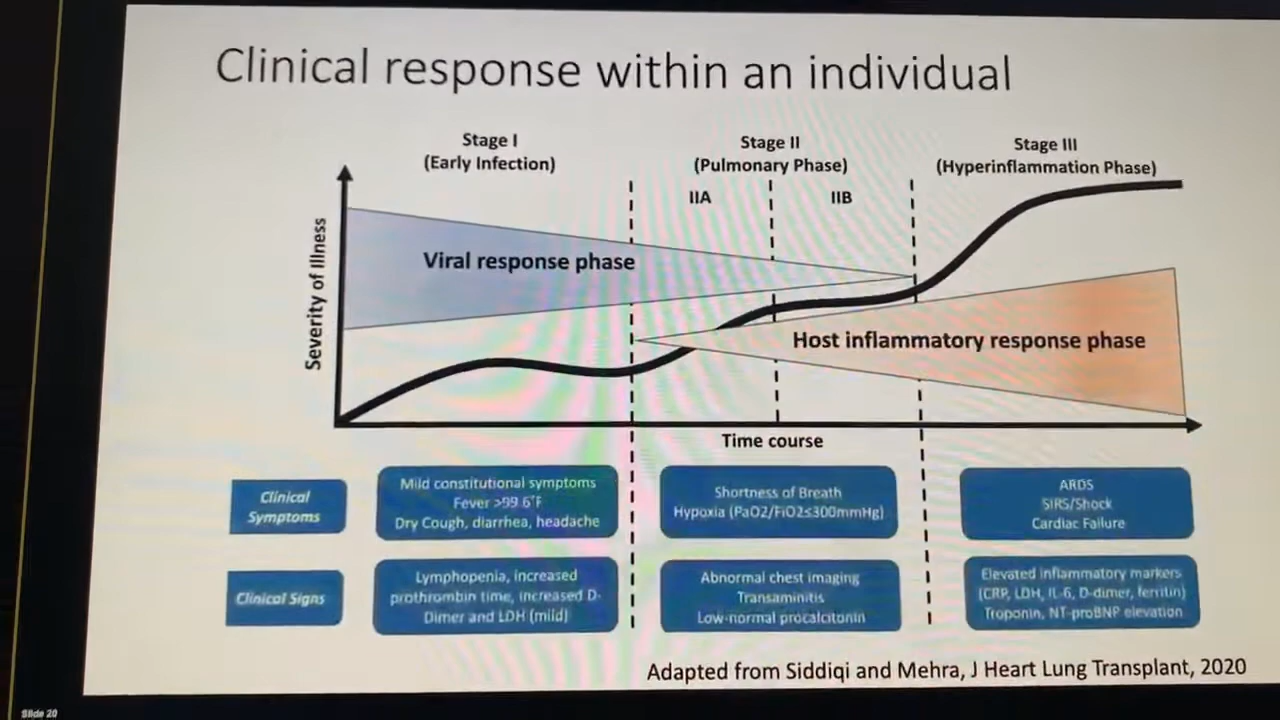 Clinical response within an individual
Stage I
(Early Infection)
Stage II
(Pulmonary Phase)
Stage III
(Hyperinflammation Phase)
IIA
IIB
Severity of Illness
Viral response phase
Host inflammatory response phase
Time course
Clinical
Symptoms
Mild constitutional symptoms
Fever >99.6°F
Dry Cough, diarrhea, headache
Shortness of Breath
Hypoxia (PaO2/FiO2≤300mmHg)
ARDS
SIRS/Shock
Cardiac Failure
Clinical Signs
Lymphopenia, increased
prothrombin time, increased D-
Dimer and LDH (mild)
Abnormal chest imaging
Transaminitis
Low-normal procalcitonin
Elevated inflammatory markers
(CRP, LDH, IL-6, D-dimer, ferritin)
Troponin, NT-proBNP elevation
Adapted from Siddiqi and Mehra, J Heart Lung Transplant, 2020
Slide 20